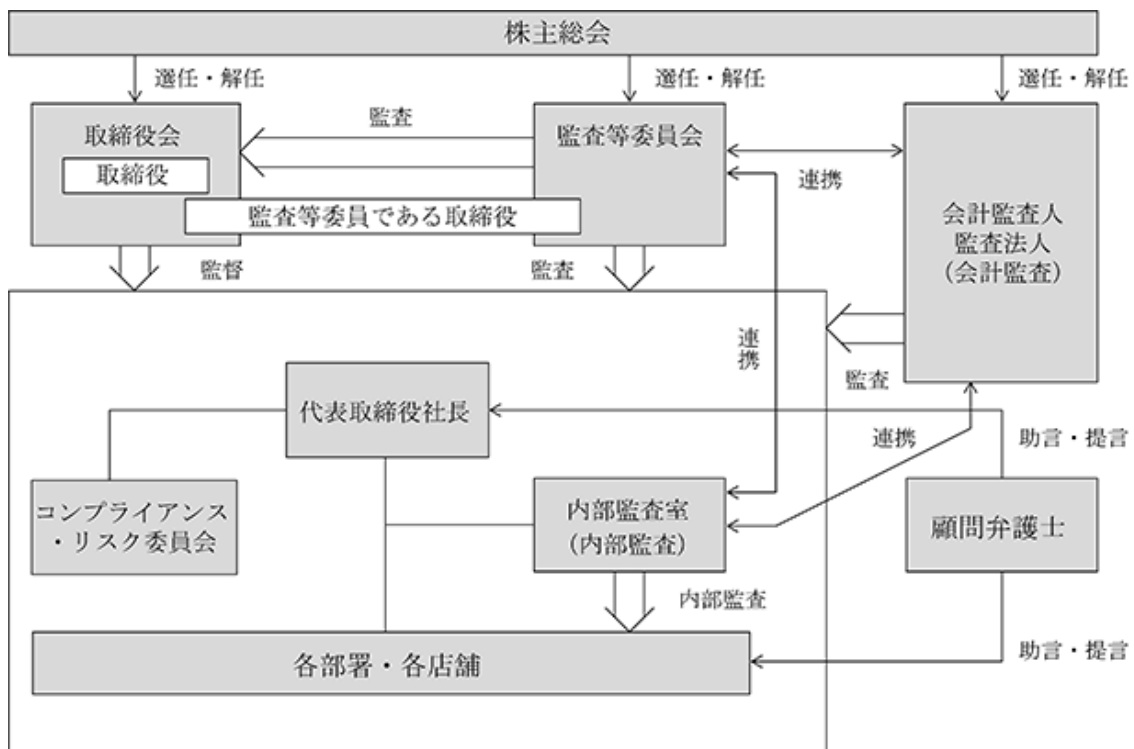 株主総会
選任・解任
選任・解任
選任・解任
取締役会
取締役
監査
監査等委員会
監査等委員である取締役
連携
会計監査人
監査法人
（会計監査）
監督
監査
連携
監査
代表取締役社長
連携
助言・提言
コンプライアンス
・リスク委員会
内部監査室
（内部監査）
顧問弁護士
内部監査
各部署・各店舗
助言・提言